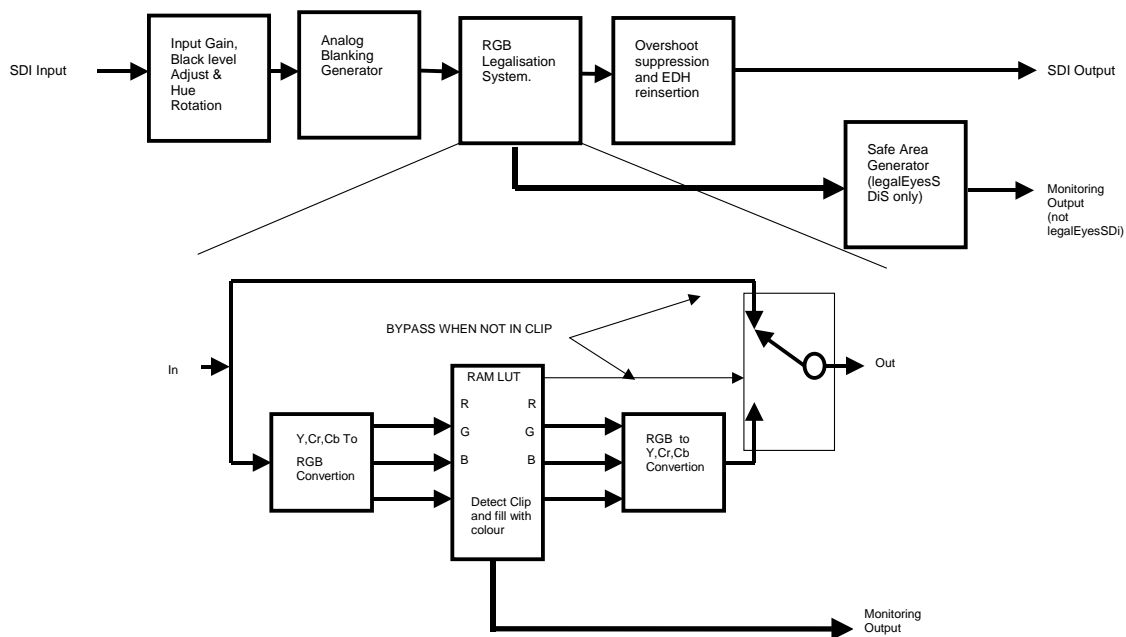 SDI Input
Input Gain,
Black level
Adjust &
Hue
Rotation
Analog
Blanking
Generator
RGB
Legalisation
System.
Overshoot
suppression
and EDH
reinsertion
SDI Output
Safe Area
Generator
(legalEyesS
DiS only)
Monitoring
Output
(not
legalEyesSDi)
BYPASS WHEN NOT IN CLIP
In
Out
RAM LUT
R
R
G
G
B
B
Detect Clip
and fill with
colour
Y,Cr,Cb To
RGB
Convertion
RGB to
Y,Cr,Cb
Convertion
Monitoring
Output